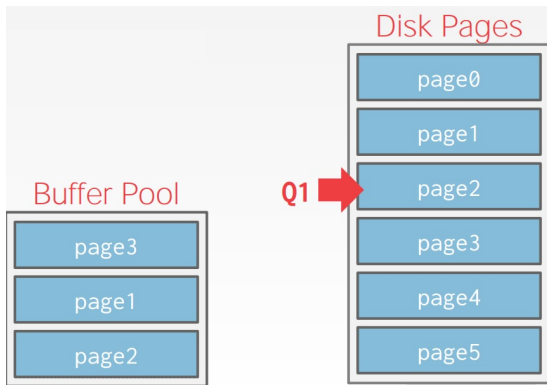 Disk Pages
page0
page1
Q1
page2
page3
page4
page5
Buffer Pool
page3
page1
page2